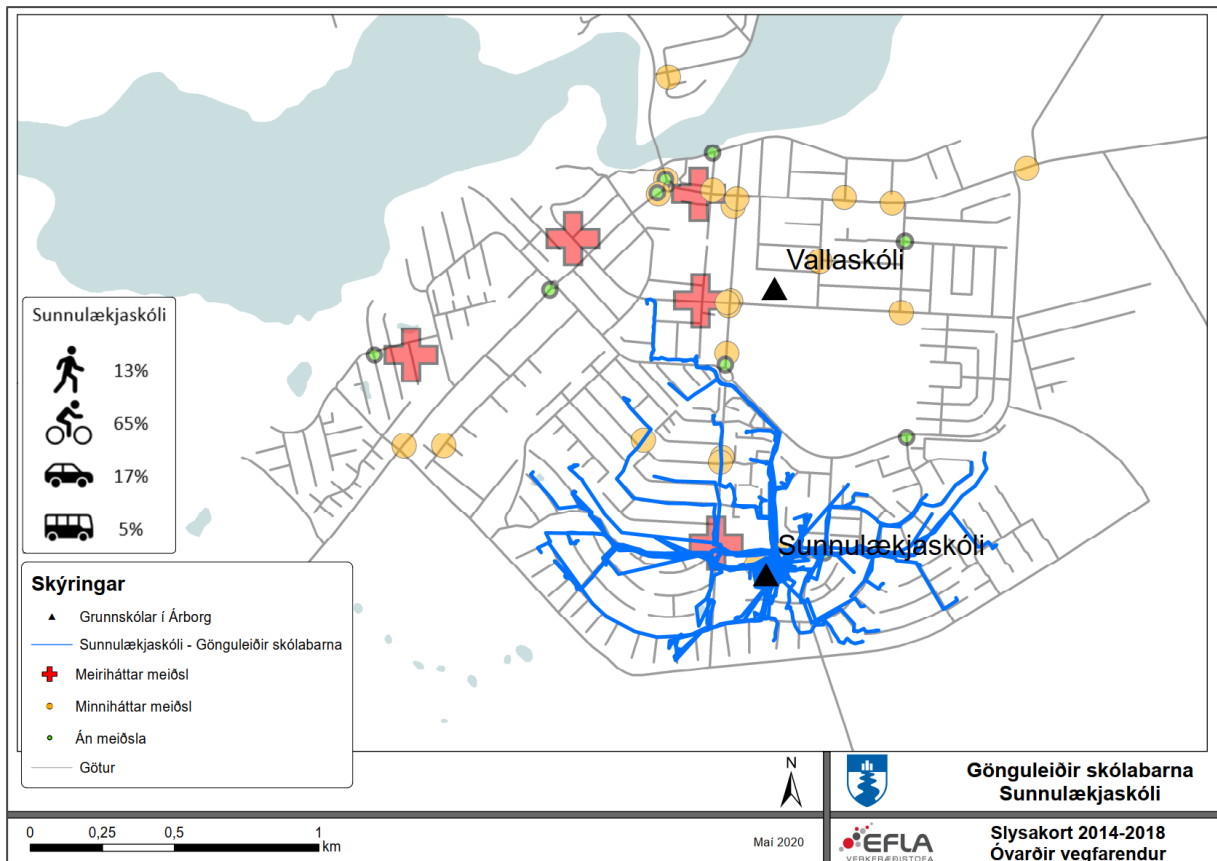 Vallaskóli
Sunnulækjaskóli
Sunnulækjaskóli
13%
65%
17%
5%
Skýringar
Grunnskólar í Árborg
Sunnulækjaskóli - Gönguleiðir skólabarna
Meiriháttar meiðsl
Minniháttar meiðsl
Án meiðsla
Götur
N
0 0,25 0,5 1
km
Maí 2020
Gönguleiðir skólabarna
Sunnulækjaskóli
EFLA
VERKFRÆÐISTOFA
Slysakort 2014-2018
Óvarðir vegfarendur